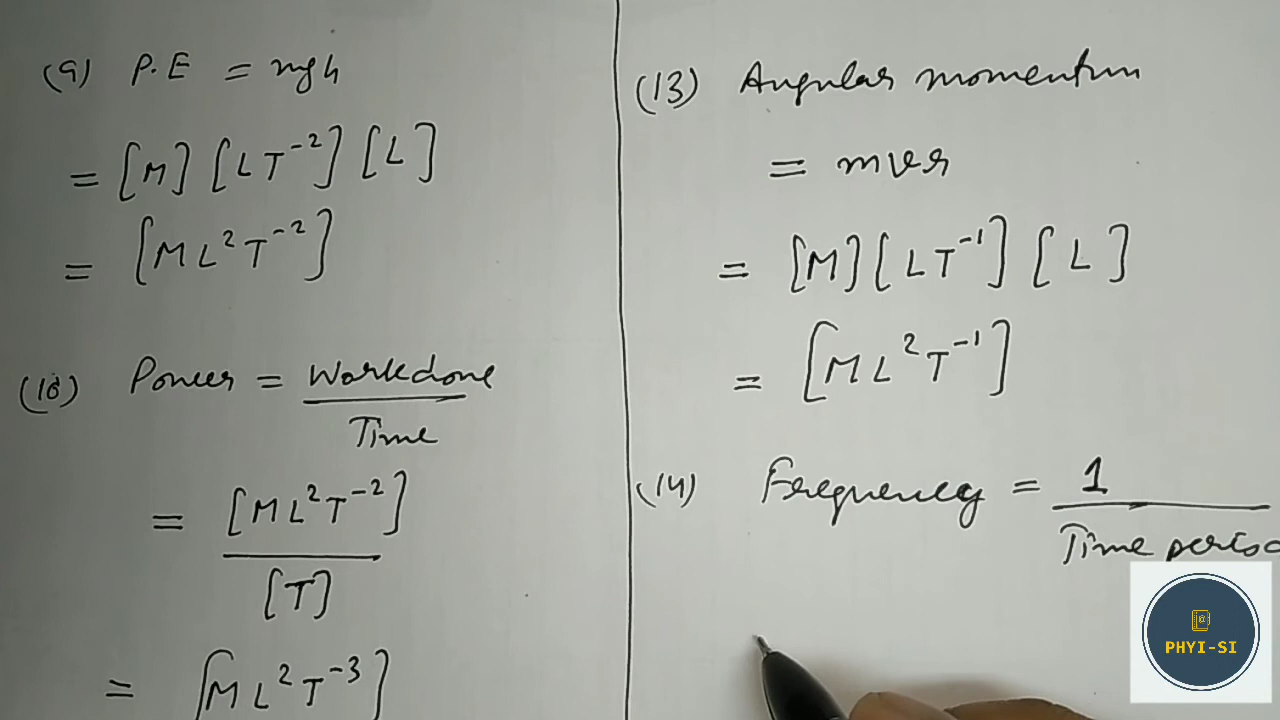 (9) P.E = mgh
= [M] [LT⁻²] [L]
= [ML²T⁻²]
(10) Power = Workdone
Time
= [ML²T⁻²]
[T]
= [ML²T⁻³]
(13) Angular momentum
= mvr
= [M] [LT⁻¹] [L]
= [ML²T⁻¹]
(14) Frequency = 1
Time perio
PHYI-SI